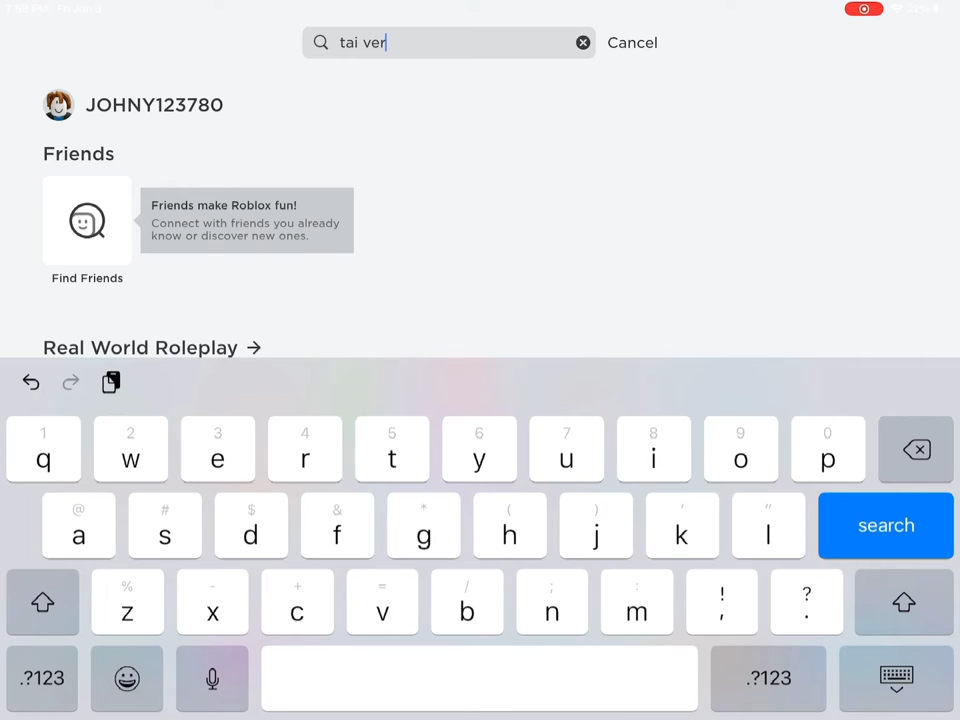 tai ver
Cancel
JOHNY123780
Friends
Friends make Roblox fun!
Connect with friends you already
know or discover new ones.
Find Friends
Real World Roleplay →
1 2 3 4 5 6 7 8 9 0
q w e r t y u i o p
@ # $ & * ( ) ' "
a s d f g h j k l search
% - + = / ; : ! ?
z x c v b n m , .
.?123 .?123